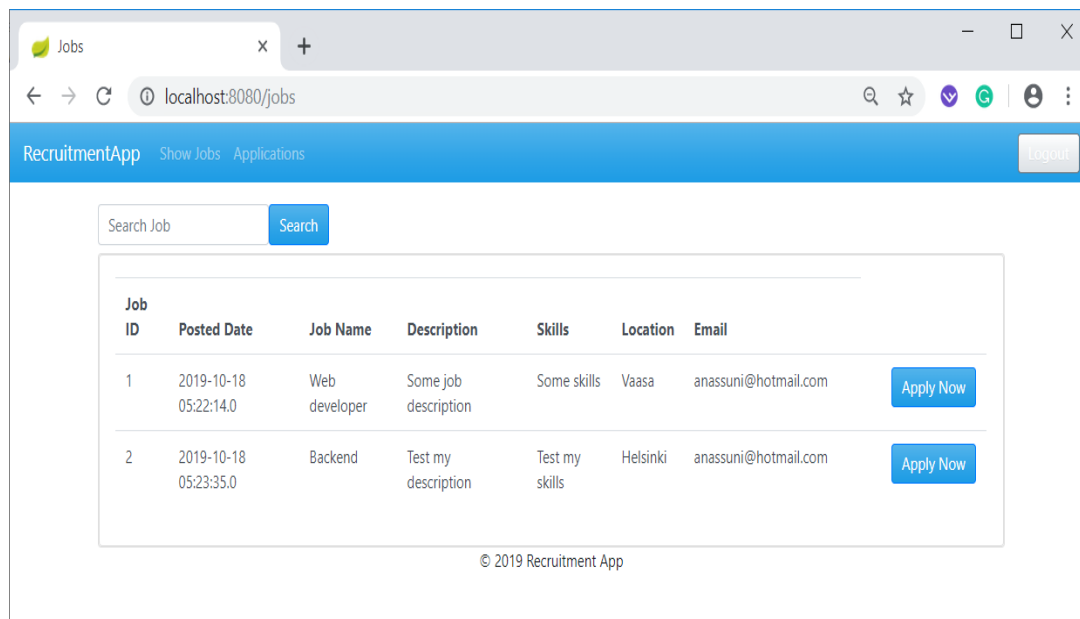 Jobs
localhost:8080/jobs
RecruitmentApp Show Jobs Applications Logout
Search Job Search
Job
ID Posted Date Job Name Description Skills Location Email
1 2019-10-18 Web Some job Some skills Vaasa anassuni@hotmail.com Apply Now
05:22:14.0 developer description
2 2019-10-18 Backend Test my Test my Helsinki anassuni@hotmail.com Apply Now
05:23:35.0 description skills
© 2019 Recruitment App